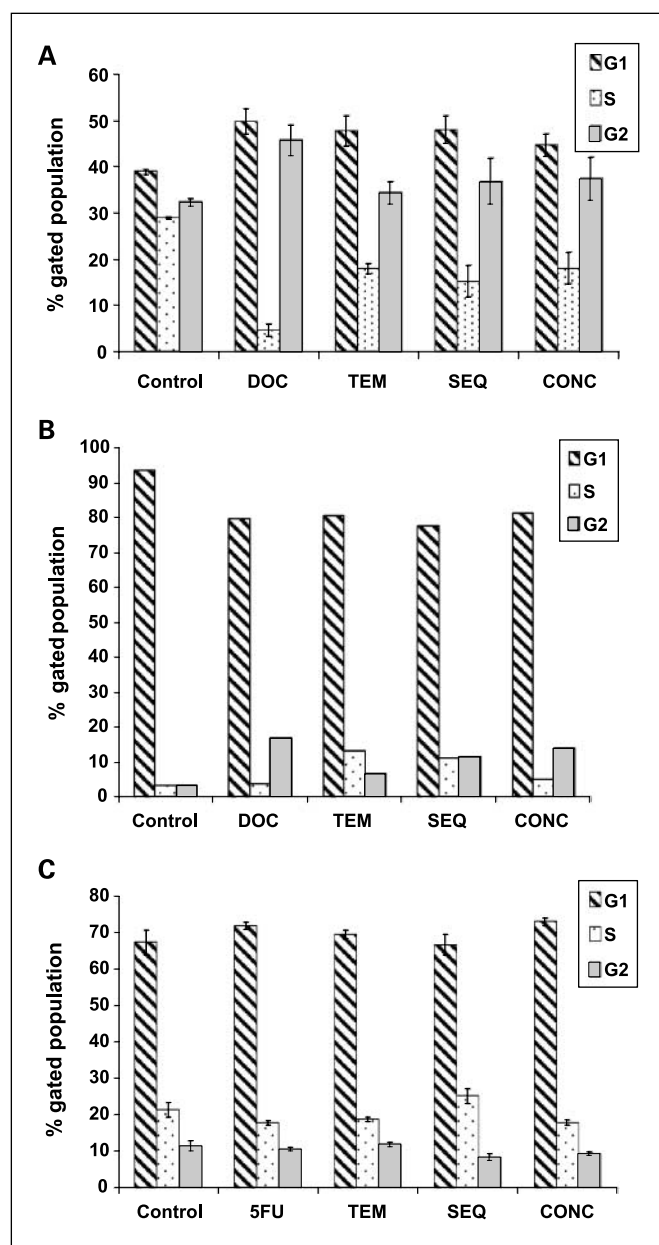 A
% gated population
60
50
40
30
20
10
0
G1
S
G2
Control DOC TEM SEQ CONC
B
% gated population
100
90
80
70
60
50
40
30
20
10
0
G1
S
G2
Control DOC TEM SEQ CONC
C
% gated population
80
70
60
50
40
30
20
10
0
G1
S
G2
Control 5FU TEM SEQ CONC